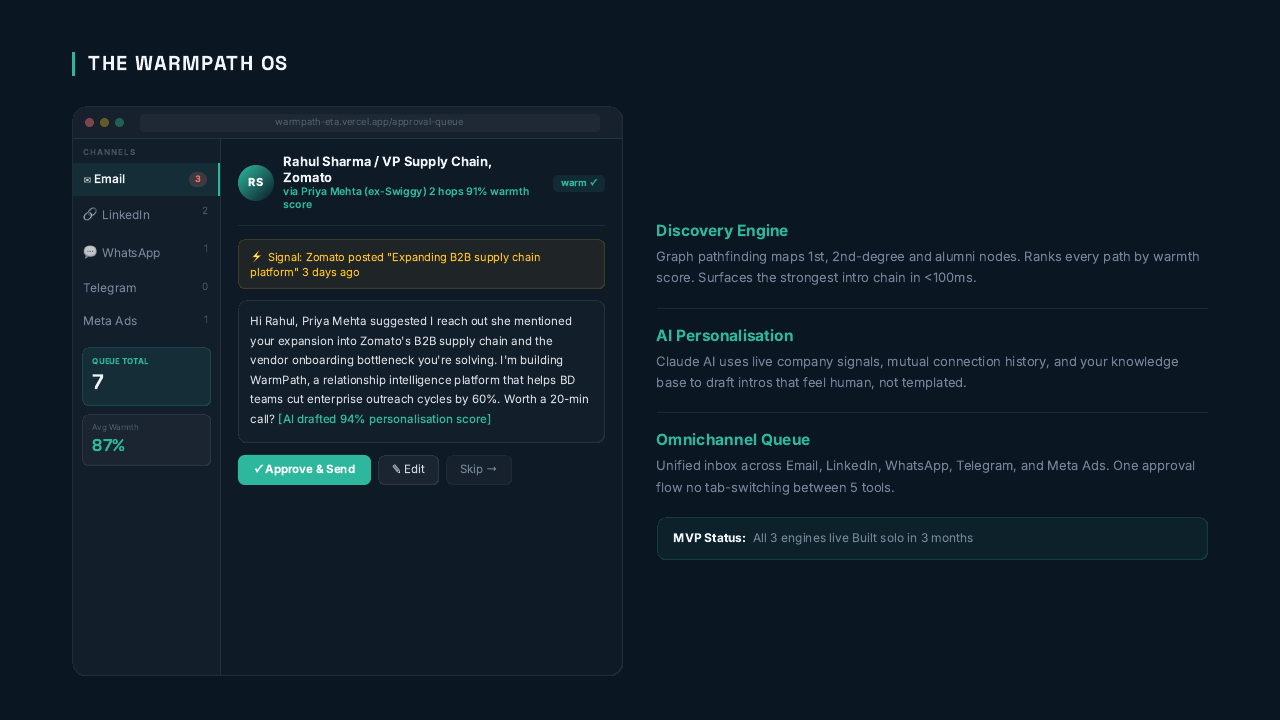 THE WARMPATH OS
warmpath-eta.vercel.app/approval-queue
CHANNELS
✉ Email 3
🔗 LinkedIn 2
💬 WhatsApp 1
Telegram 0
Meta Ads 1
QUEUE TOTAL
7
Avg Warmth
87%
RS
Rahul Sharma / VP Supply Chain,
Zomato
via Priya Mehta (ex-Swiggy) 2 hops 91% warmth
score
warm ✓
⚡ Signal: Zomato posted "Expanding B2B supply chain
platform" 3 days ago
Hi Rahul, Priya Mehta suggested I reach out she mentioned
your expansion into Zomato's B2B supply chain and the
vendor onboarding bottleneck you're solving. I'm building
WarmPath, a relationship intelligence platform that helps BD
teams cut enterprise outreach cycles by 60%. Worth a 20-min
call? [AI drafted 94% personalisation score]
✓ Approve & Send
✎ Edit
Skip →
Discovery Engine
Graph pathfinding maps 1st, 2nd-degree and alumni nodes. Ranks every path by warmth
score. Surfaces the strongest intro chain in <100ms.
AI Personalisation
Claude AI uses live company signals, mutual connection history, and your knowledge
base to draft intros that feel human, not templated.
Omnichannel Queue
Unified inbox across Email, LinkedIn, WhatsApp, Telegram, and Meta Ads. One approval
flow no tab-switching between 5 tools.
MVP Status: All 3 engines live Built solo in 3 months